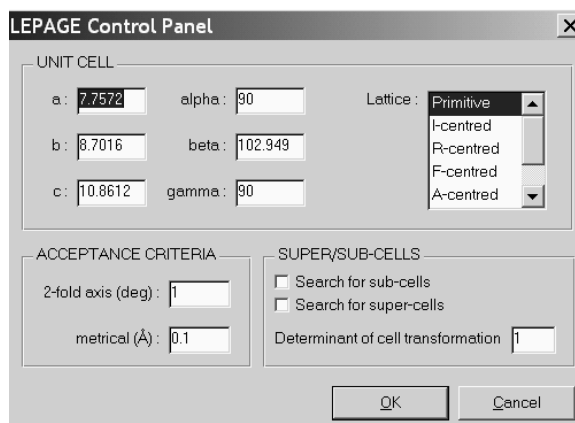 LEPAGE Control Panel
UNIT CELL
a : 7.7572 alpha : 90 Lattice : Primitive
I-centred
b : 8.7016 beta : 102.949 R-centred
F-centred
c : 10.8612 gamma : 90 A-centred
ACCEPTANCE CRITERIA SUPER/SUB-CELLS
2-fold axis (deg) : 1 Search for sub-cells
Search for super-cells
metrical (Å) : 0.1 Determinant of cell transformation 1
OK Cancel